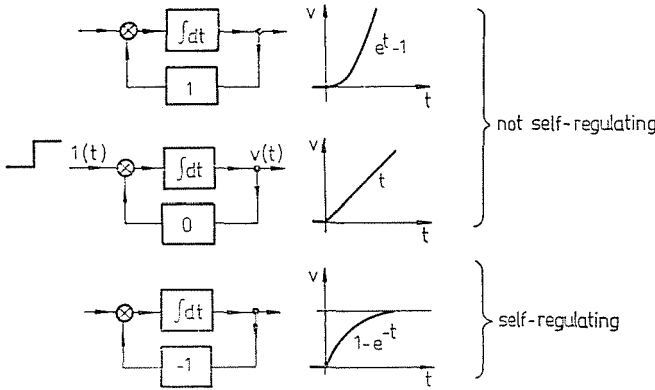 ∫dt
1
v
e^t-1
t
not self-regulating
1(t)
∫dt
v(t)
0
v
t
t
∫dt
-1
v
1-e^-t
t
self-regulating